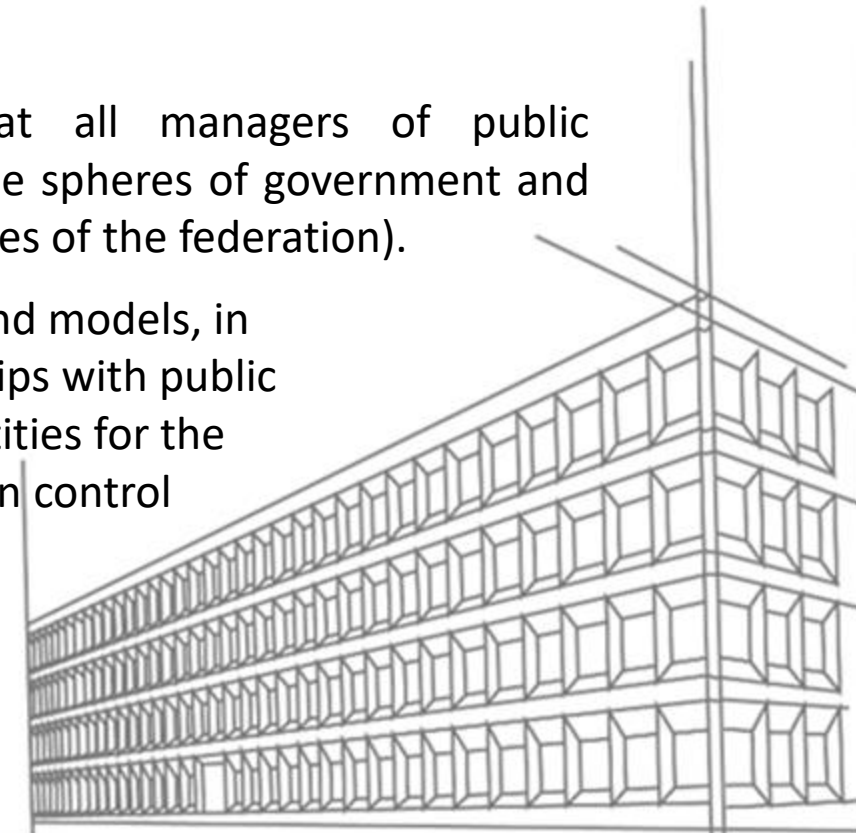 at all managers of public
e spheres of government and
es of the federation).
nd models, in
ips with public
tities for the
n control